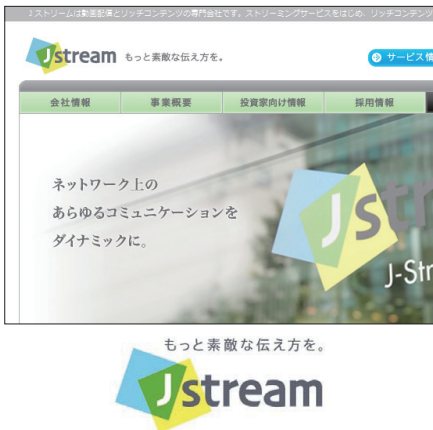 Jストリームは動画配信とリッチコンテンツの専門会社です。ストリーミングサービスをはじめ、リッチコンテンツ
Jstream もっと素敵な伝え方を。
サービス情
会社情報 事業概要 投資家向け情報 採用情報
ネットワーク上の
あらゆるコミュニケーションを
ダイナミックに。
Jstr
J-Str
もっと素敵な伝え方を。
Jstream